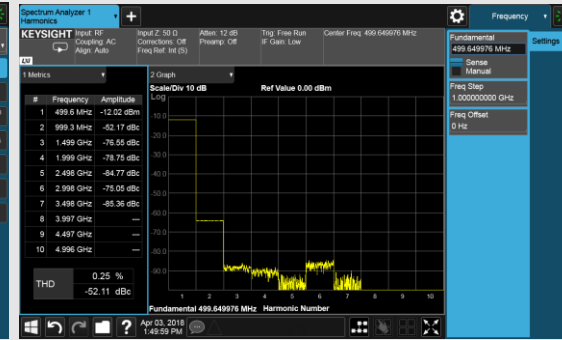 Spectrum Analyzer 1
Harmonics
Frequency
KEYSIGHT
Input: RF
Coupling: AC
Align: Auto
Input Z: 50 Ω
Corrections: Off
Freq Ref: Int (S)
Atten: 12 dB
Preamp: Off
Trig: Free Run
IF Gain: Low
Center Freq: 499.649976 MHz
LXI
Fundamental
499.649976 MHz
Settings
Sense
Manual
Freq Step
1.000000000 GHz
Freq Offset
0 Hz
1 Metrics
2 Graph
Scale/Div 10 dB
Ref Value 0.00 dBm
Log
# Frequency Amplitude
1 499.6 MHz -12.02 dBm
2 999.3 MHz -52.17 dBc
3 1.499 GHz -76.55 dBc
4 1.999 GHz -78.75 dBc
5 2.498 GHz -84.77 dBc
6 2.998 GHz -75.05 dBc
7 3.498 GHz -85.36 dBc
8 3.997 GHz —
9 4.497 GHz —
10 4.996 GHz —
THD
0.25 %
-52.11 dBc
-10.0
-20.0
-30.0
-40.0
-50.0
-60.0
-70.0
-80.0
-90.0
1 2 3 4 5 6 7 8 9 10
Fundamental 499.649976 MHz Harmonic Number
?
Apr 03, 2018
1:49:59 PM